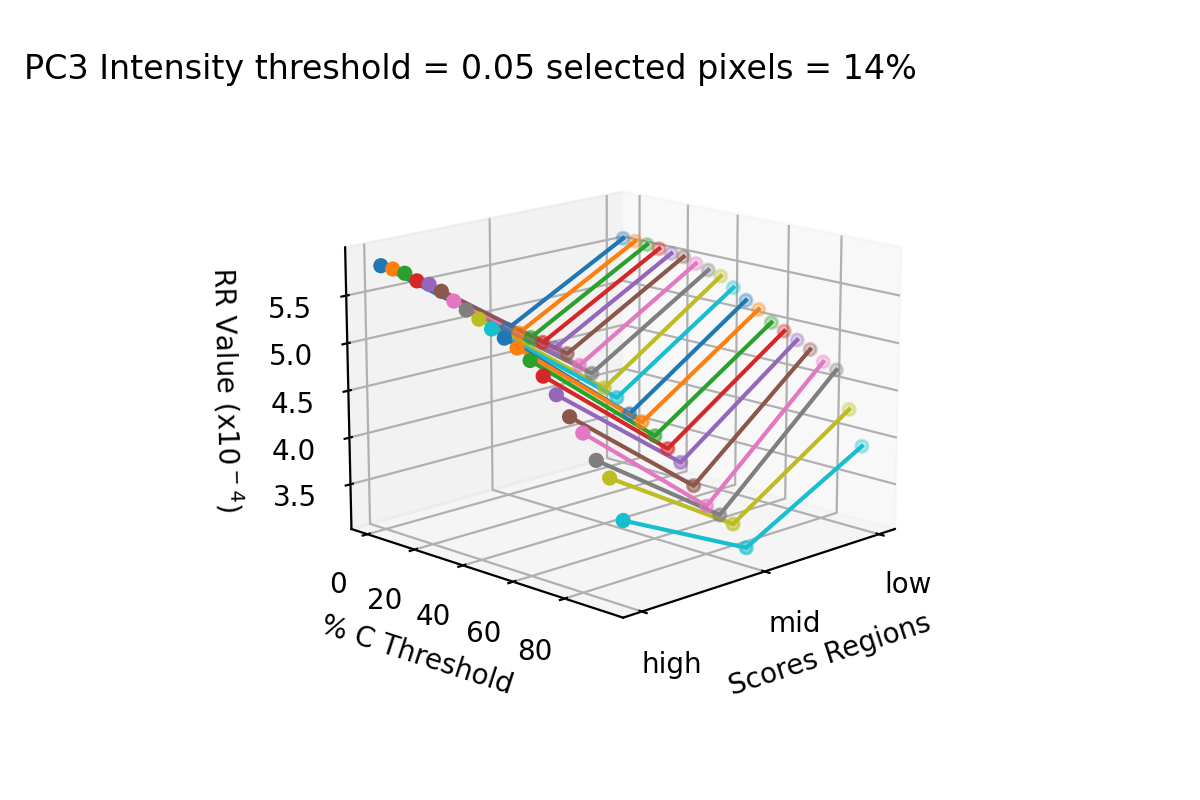 PC3 Intensity threshold = 0.05 selected pixels = 14%
RR Value (x10⁻⁴)
5.5
5.0
4.5
4.0
3.5
0
20
40
60
80
% C Threshold
high
mid
low
Scores Regions